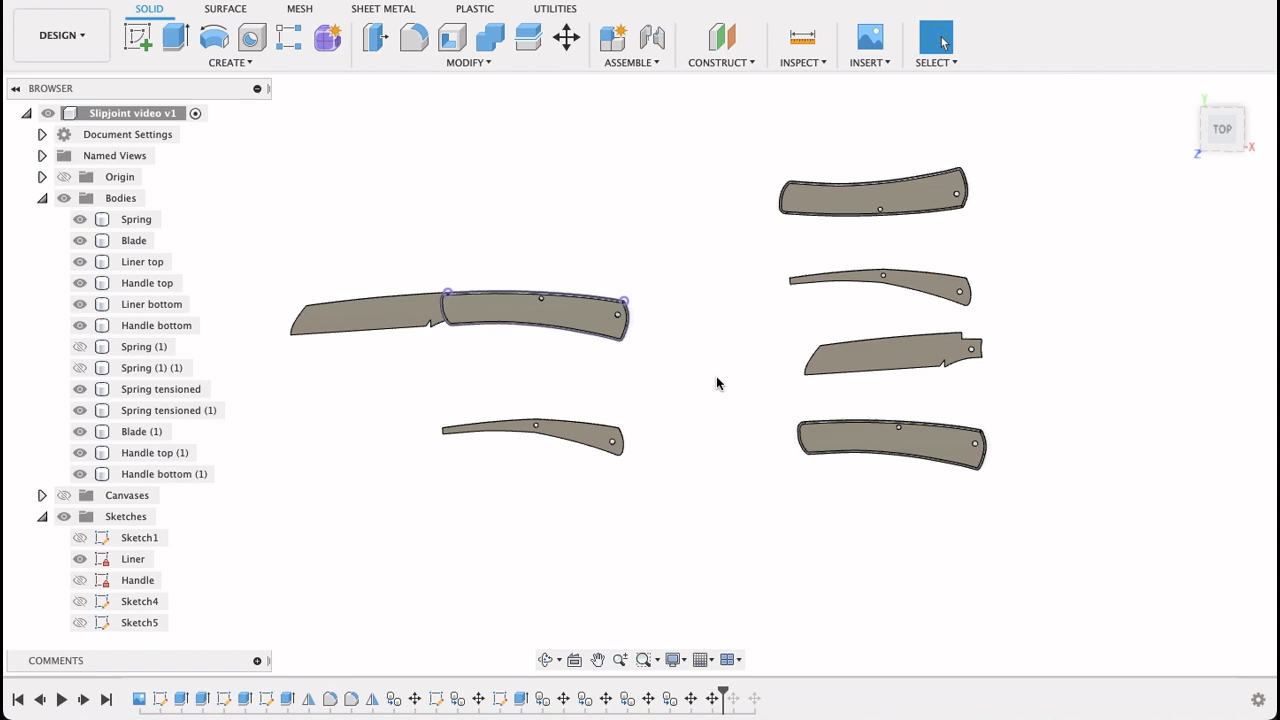 SOLID SURFACE MESH SHEET METAL PLASTIC UTILITIES
DESIGN
CREATE MODIFY ASSEMBLE CONSTRUCT INSPECT INSERT SELECT
BROWSER
Slipjoint video v1
Document Settings
Named Views
Origin
Bodies
Spring
Blade
Liner top
Handle top
Liner bottom
Handle bottom
Spring (1)
Spring (1) (1)
Spring tensioned
Spring tensioned (1)
Blade (1)
Handle top (1)
Handle bottom (1)
Canvases
Sketches
Sketch1
Liner
Handle
Sketch4
Sketch5
COMMENTS
Y
TOP
X
Z